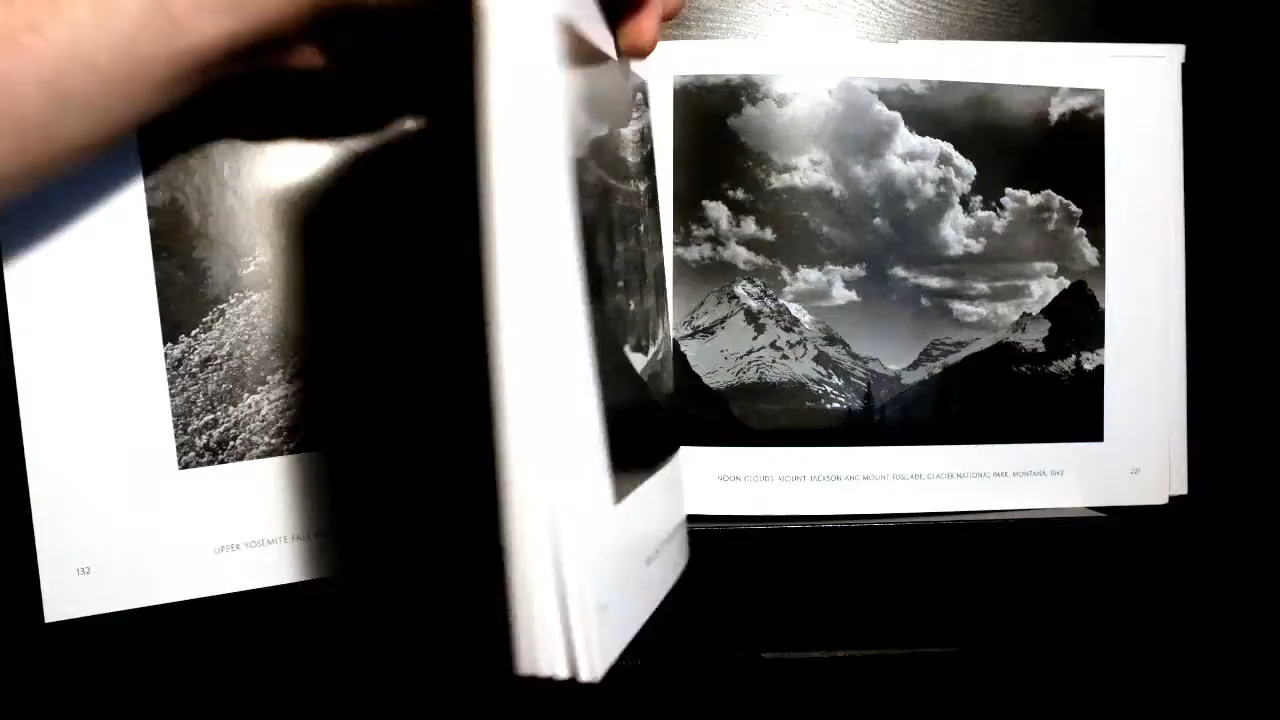 UPPER YOSEMITE FALL
132
NOON CLOUDS, MOUNT JACKSON AND MOUNT FUSILLADE, GLACIER NATIONAL PARK, MONTANA, 1942